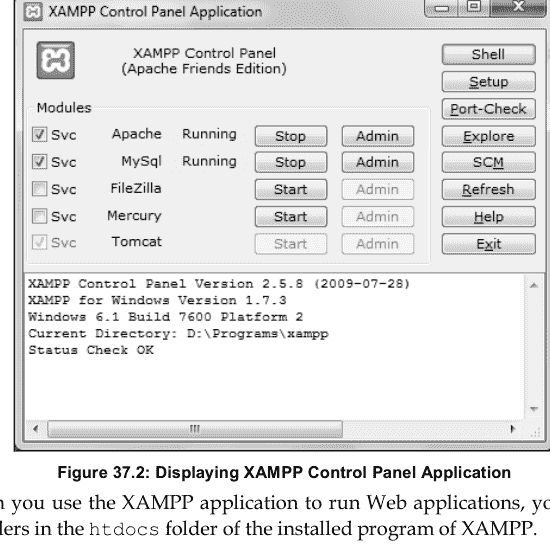 XAMPP Control Panel Application
XAMPP Control Panel
(Apache Friends Edition)
Shell
Setup
Modules
Port-Check
Svc Apache Running Stop Admin Explore
Svc MySql Running Stop Admin SCM
Svc FileZilla Start Admin Refresh
Svc Mercury Start Admin Help
Svc Tomcat Start Admin Exit
XAMPP Control Panel Version 2.5.8 (2009-07-28)
XAMPP for Windows Version 1.7.3
Windows 6.1 Build 7600 Platform 2
Current Directory: D:\Programs\xampp
Status Check OK
Figure 37.2: Displaying XAMPP Control Panel Application
you use the XAMPP application to run Web applications,
in the htdocs folder of the installed program of XAMPP.